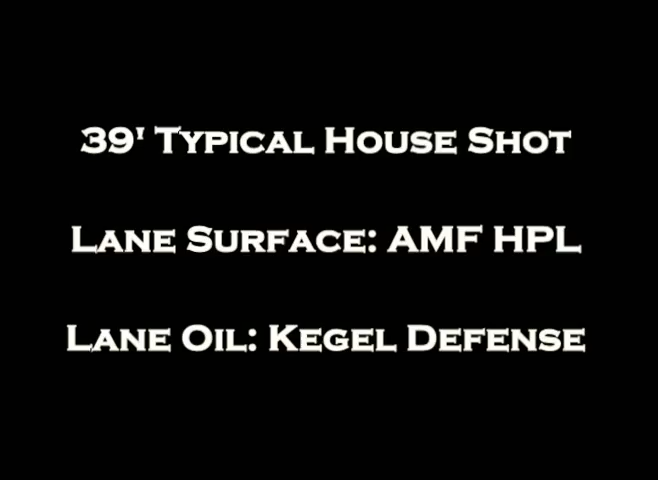 39' Typical House Shot
Lane Surface: AMF HPL
Lane Oil: Kegel Defense